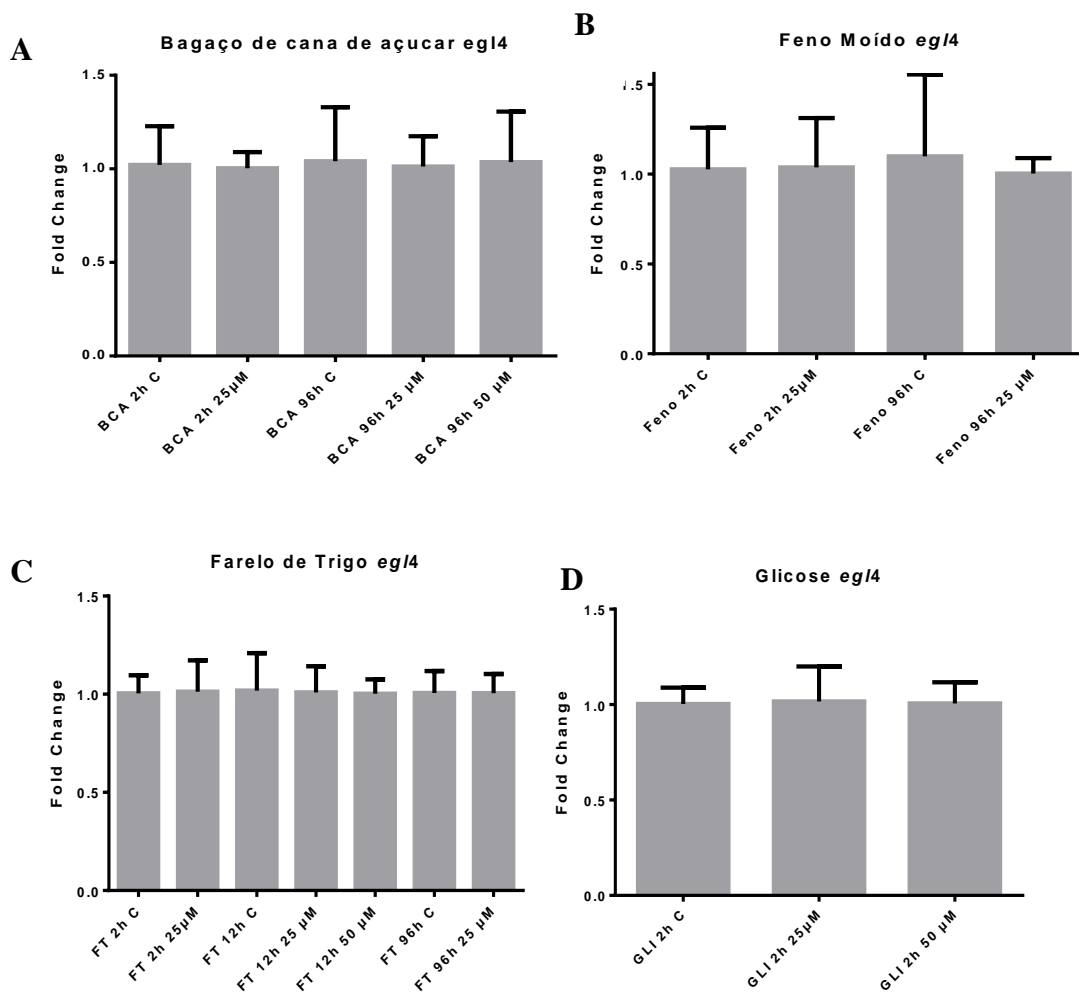 A
Bagaço de cana de açucar egl4
1.5
1.0
0.5
0.0
Fold Change
BCA 2h C
BCA 2h 25µM
BCA 96h C
BCA 96h 25 µM
BCA 96h 50 µM
B
Feno Moído egl4
1.5
1.0
0.5
0.0
Fold Change
Feno 2h C
Feno 2h 25µM
Feno 96h C
Feno 96h 25 µM
C
Farelo de Trigo egl4
1.5
1.0
0.5
0.0
Fold Change
FT 2h C
FT 2h 25µM
FT 12h C
FT 12h 25 µM
FT 12h 50 µM
FT 96h C
FT 96h 25 µM
D
Glicose egl4
1.5
1.0
0.5
0.0
Fold Change
GLI 2h C
GLI 2h 25µM
GLI 2h 50 µM